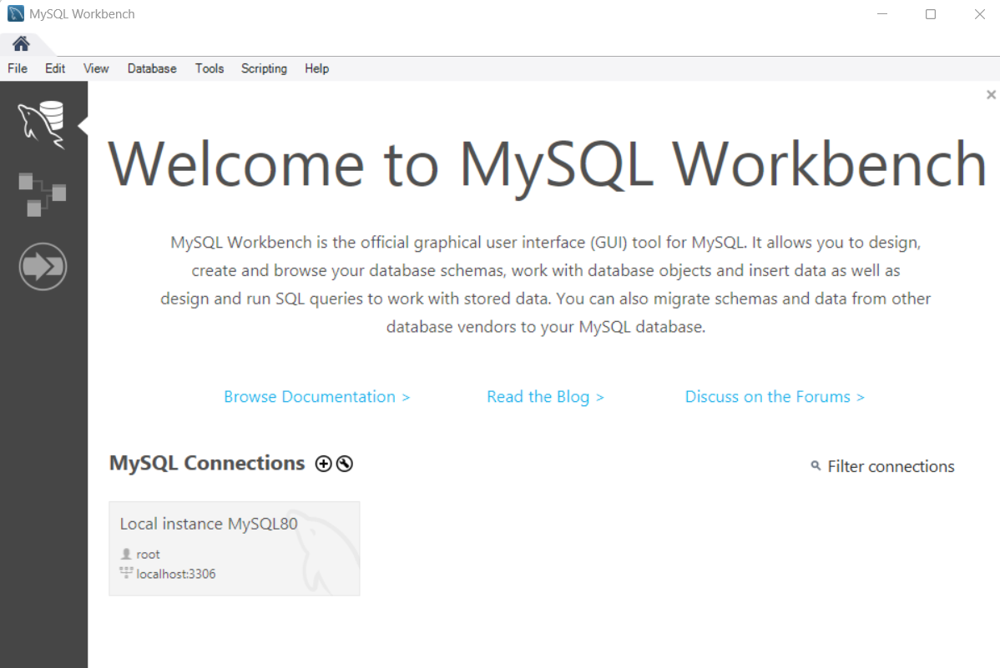 MySQL Workbench
File Edit View Database Tools Scripting Help
Welcome to MySQL Workbench
MySQL Workbench is the official graphical user interface (GUI) tool for MySQL. It allows you to design,
create and browse your database schemas, work with database objects and insert data as well as
design and run SQL queries to work with stored data. You can also migrate schemas and data from other
database vendors to your MySQL database.
Browse Documentation > Read the Blog > Discuss on the Forums >
MySQL Connections Filter connections
Local instance MySQL80
root
localhost:3306